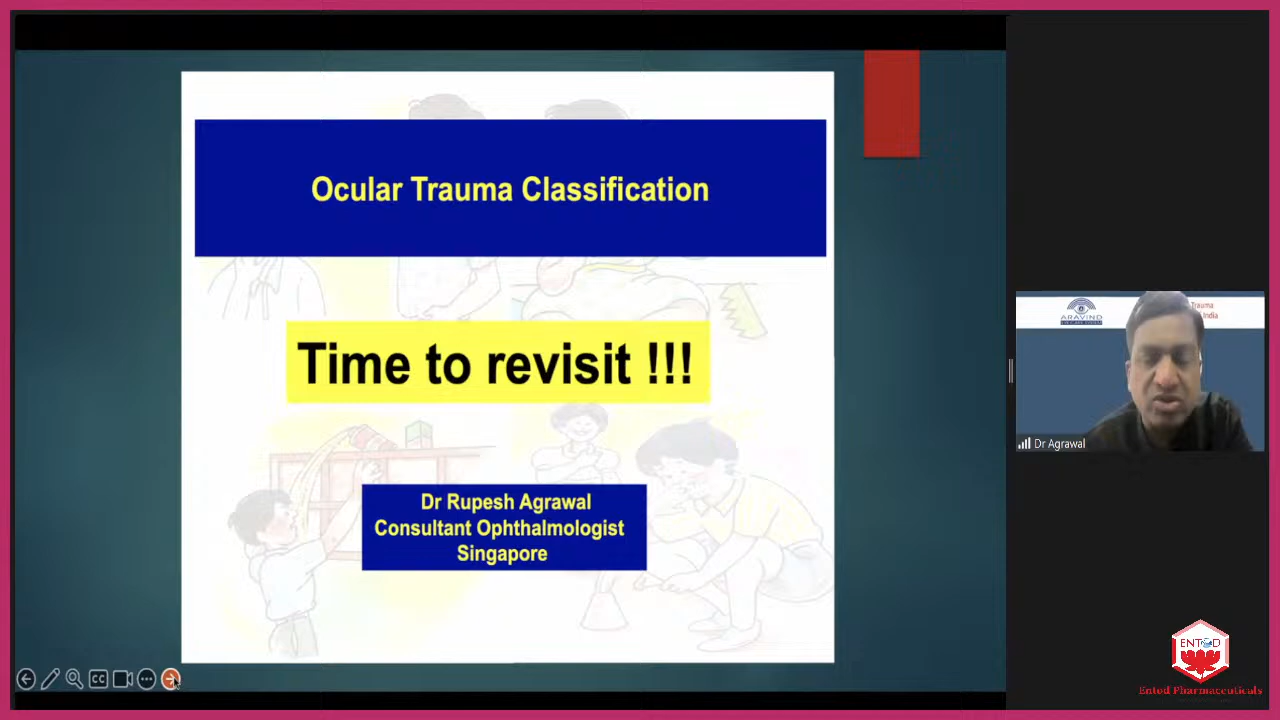 Ocular Trauma Classification
Time to revisit !!!
Dr Rupesh Agrawal
Consultant Ophthalmologist
Singapore
CC
ARAVIND
Trauma
India
Dr Agrawal
ENTOD
Entod Pharmaceuticals